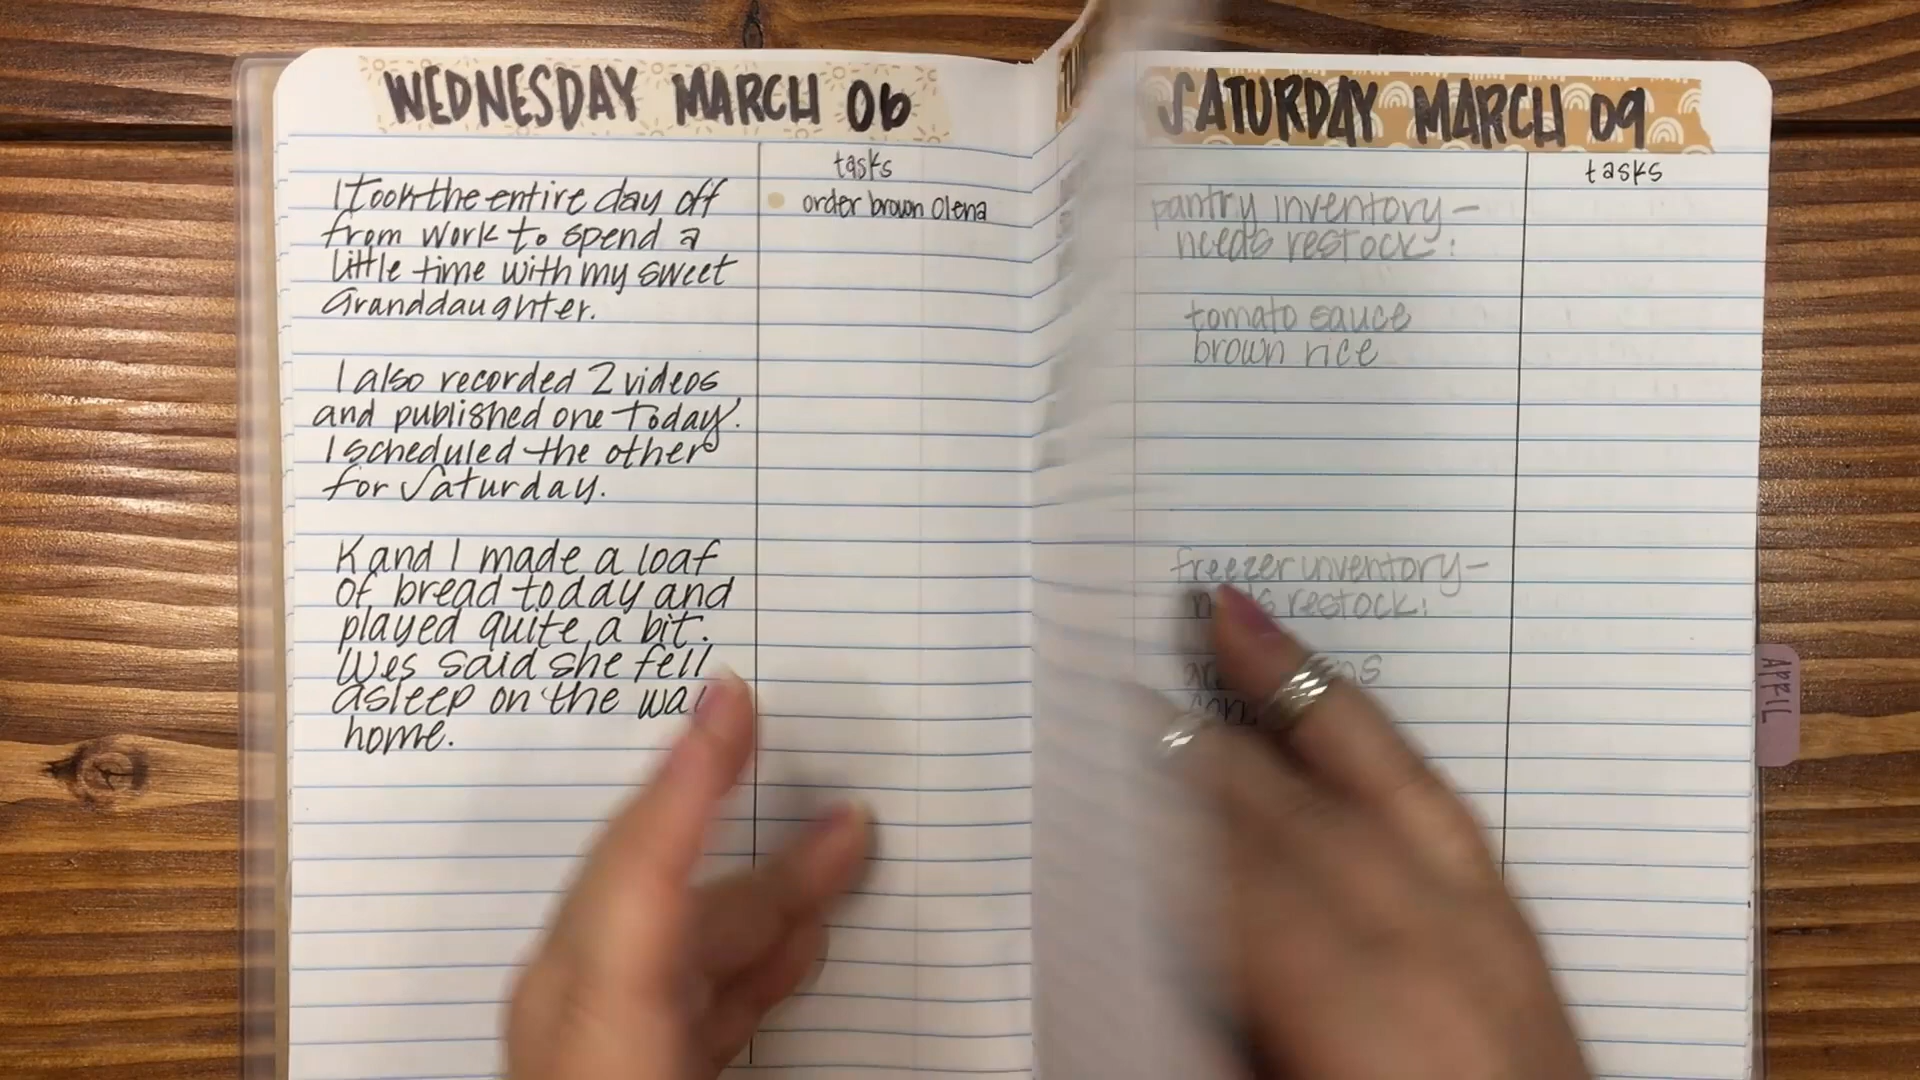 WEDNESDAY MARCH 06
I took the entire day off
from work to spend a
little time with my sweet
Granddaughter.
I also recorded 2 videos
and published one today.
I scheduled the other
for Saturday.
K and I made a loaf
of bread today and
played quite a bit.
Wes said she fell
asleep on the
home.
tasks
order brown Olena
SATURDAY MARCH 09
pantry inventory-
needs restock:
tomato sauce
brown rice
freezer inventory-
restock:
tasks
APRIL